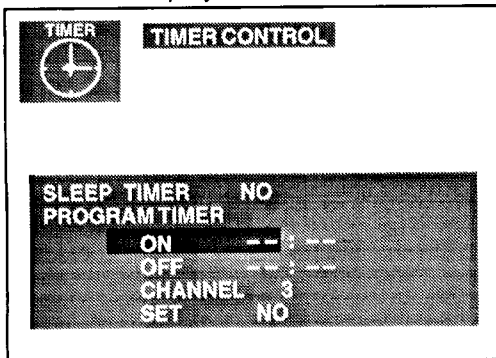 TIMER
TIMER CONTROL
SLEEP TIMER NO
PROGRAM TIMER
ON --:--
OFF --:--
CHANNEL 3
SET NO